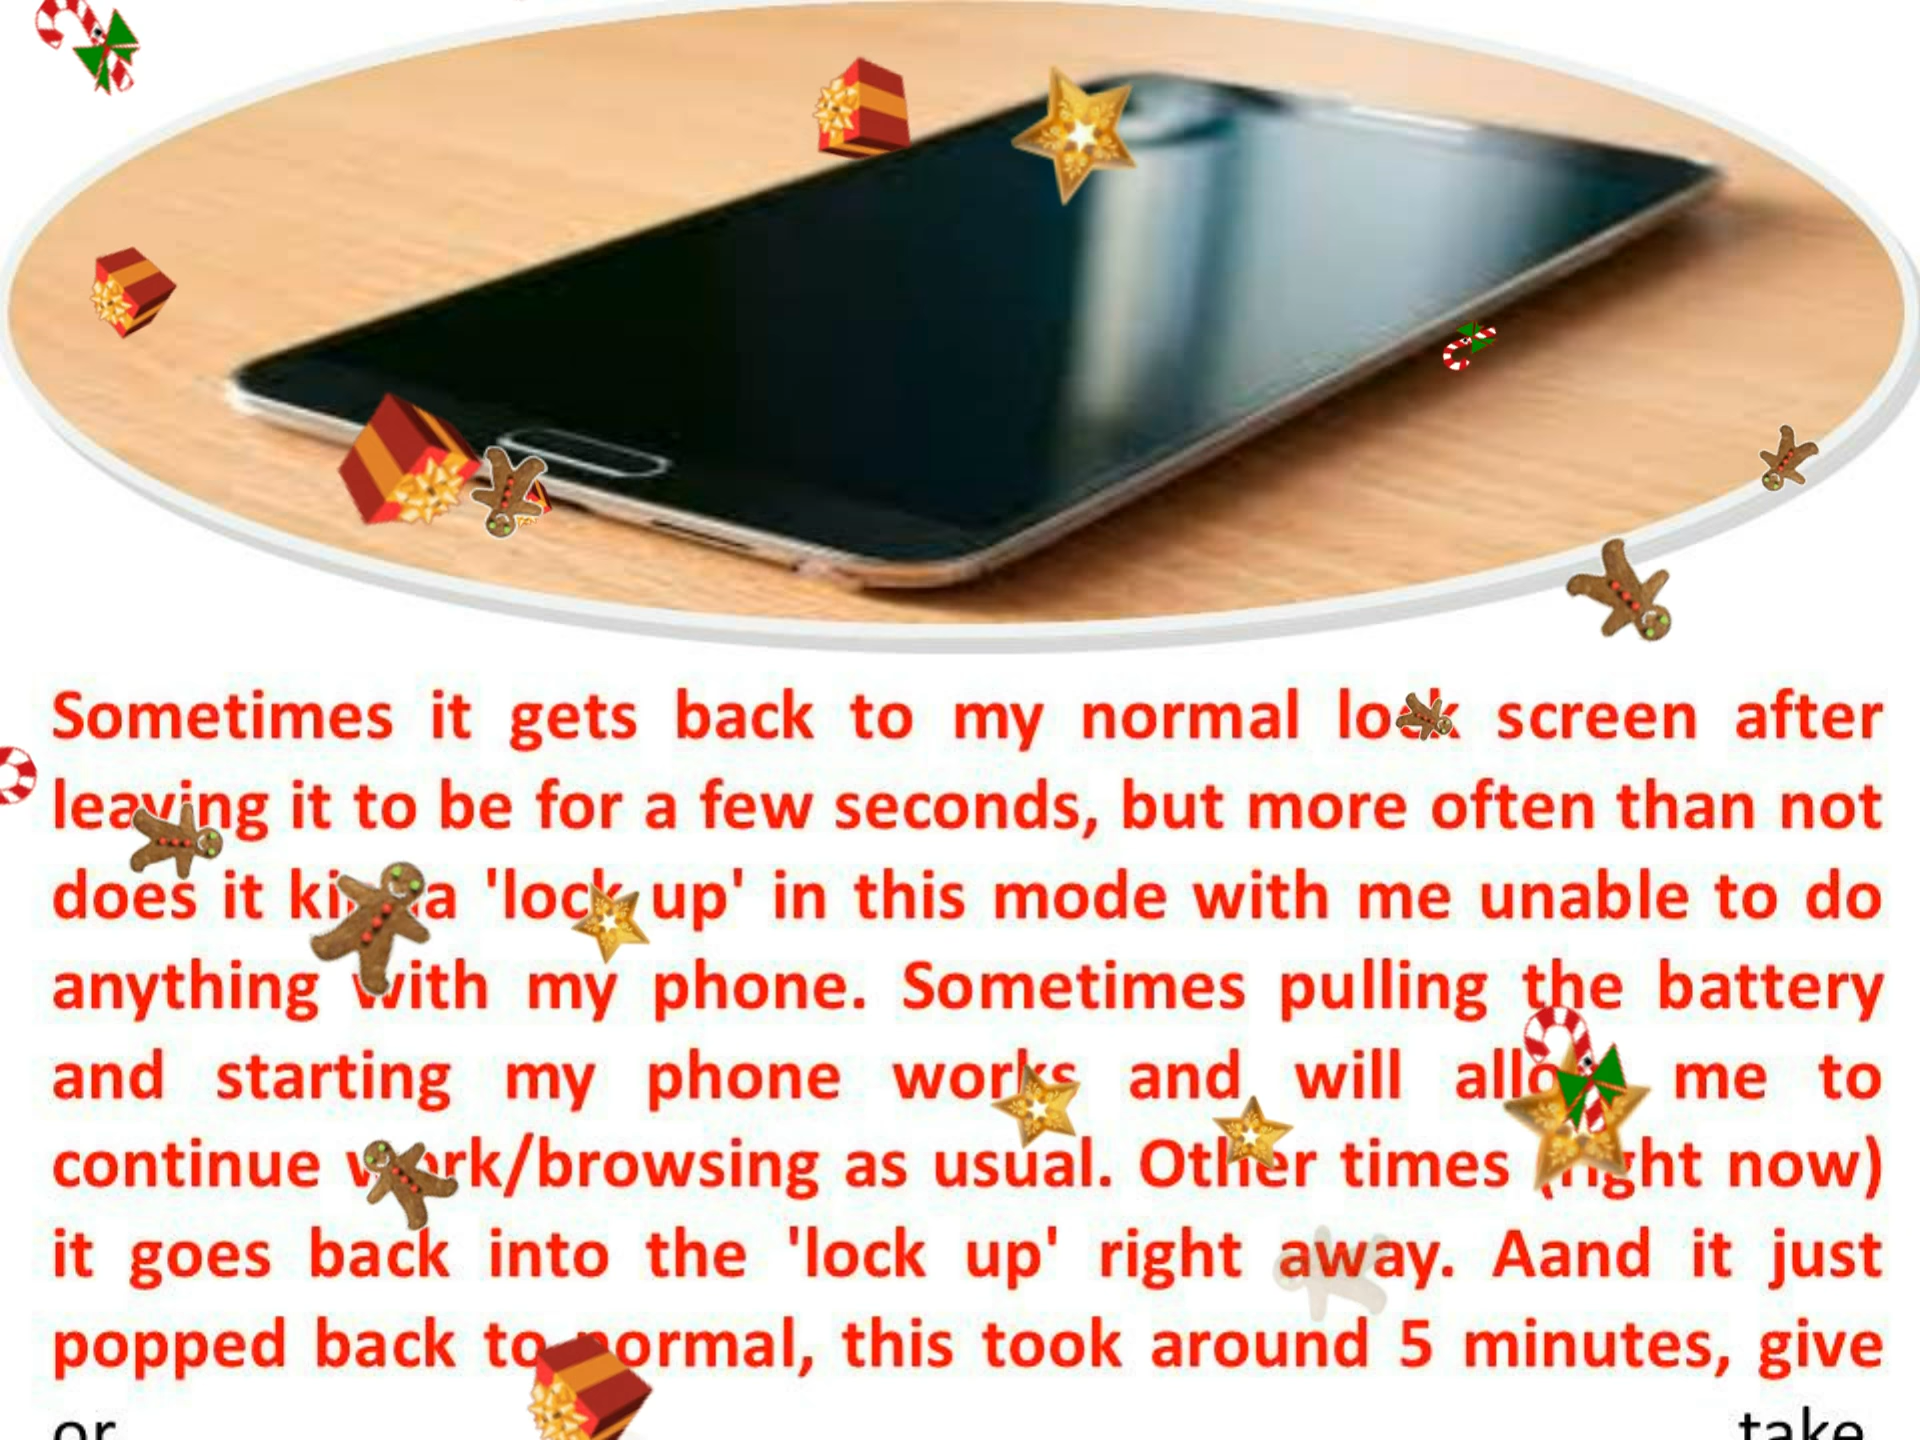 Sometimes it gets back to my normal lock screen after
leaving it to be for a few seconds, but more often than not
does it kinda 'lock up' in this mode with me unable to do
anything with my phone. Sometimes pulling the battery
and starting my phone works and will allow me to
continue work/browsing as usual. Other times (right now)
it goes back into the 'lock up' right away. Aand it just
popped back to normal, this took around 5 minutes, give
or take